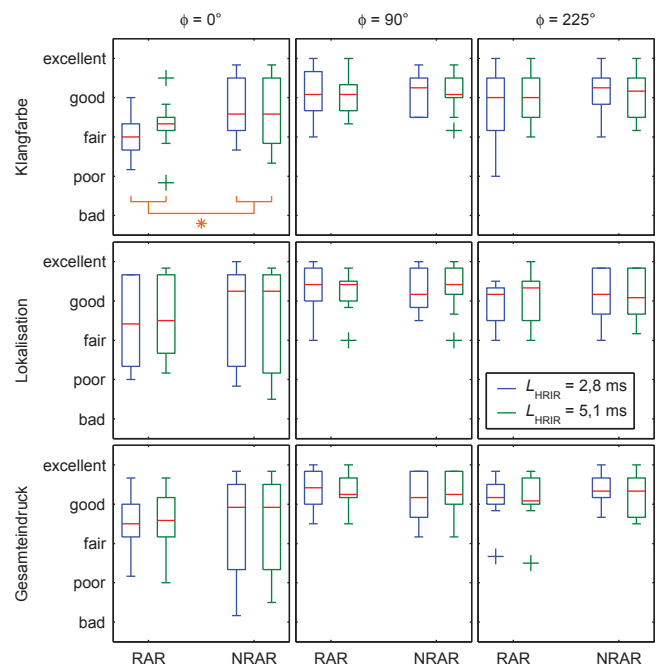 ϕ = 0° ϕ = 90° ϕ = 225°
Klangfarbe
excellent
good
fair
poor
bad
*
Lokalisation
excellent
good
fair
poor
bad
L_HRIR = 2,8 ms
L_HRIR = 5,1 ms
Gesamteindruck
excellent
good
fair
poor
bad
RAR NRAR RAR NRAR RAR NRAR